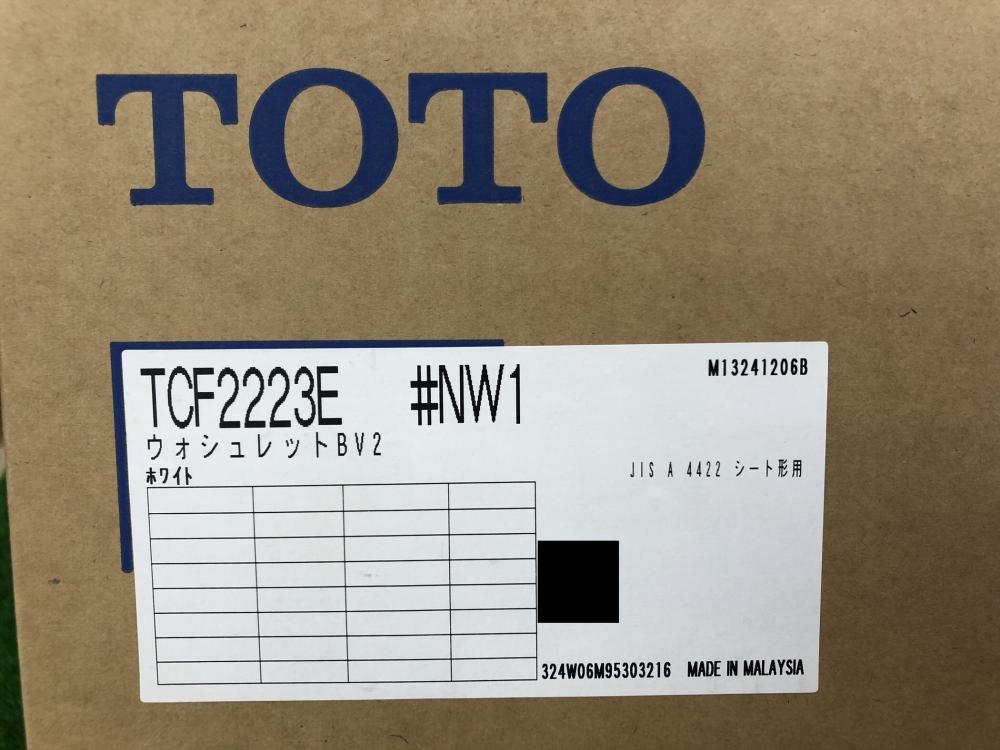 TOTO
TCF2223E #NW1
M13241206B
ウォシュレットBV2
ホワイト
JIS A 4422 シート形用
324W06M95303216 MADE IN MALAYSIA